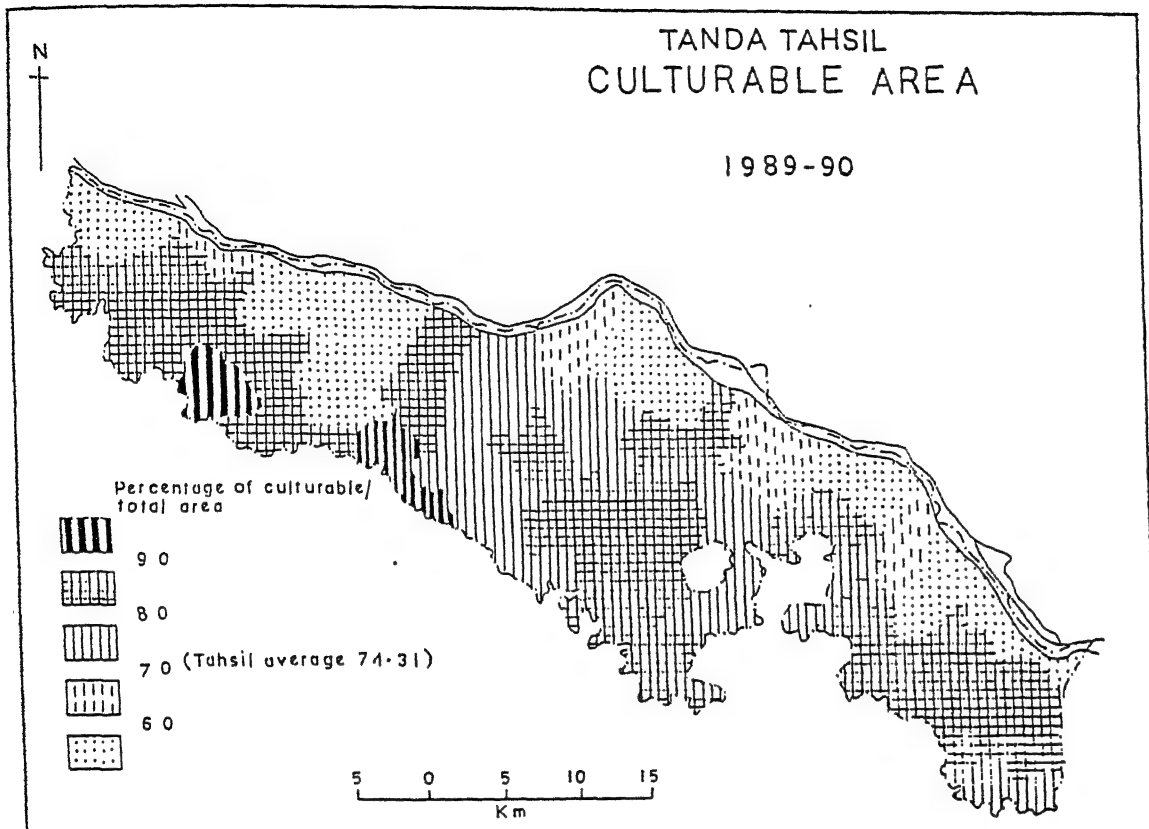 TANDA TAHSIL
CULTURABLE AREA
1989-90
N
Percentage of culturable/
total area
90
80
70 (Tahsil average 74·31)
60
5 0 5 10 15
Km